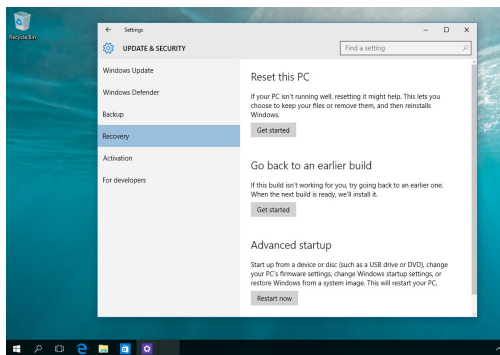 Recycle Bin
Settings
UPDATE & SECURITY
Find a setting
Windows Update
Windows Defender
Backup
Recovery
Activation
For developers
Reset this PC
If your PC isn't running well, resetting it might help. This lets you
choose to keep your files or remove them, and then reinstalls
Windows.
Get started
Go back to an earlier build
If this build isn't working for you, try going back to an earlier one.
When the next build is ready, we'll install it.
Get started
Advanced startup
Start up from a device or disc (such as a USB drive or DVD), change
your PC's firmware settings, change Windows startup settings, or
restore Windows from a system image. This will restart your PC.
Restart now